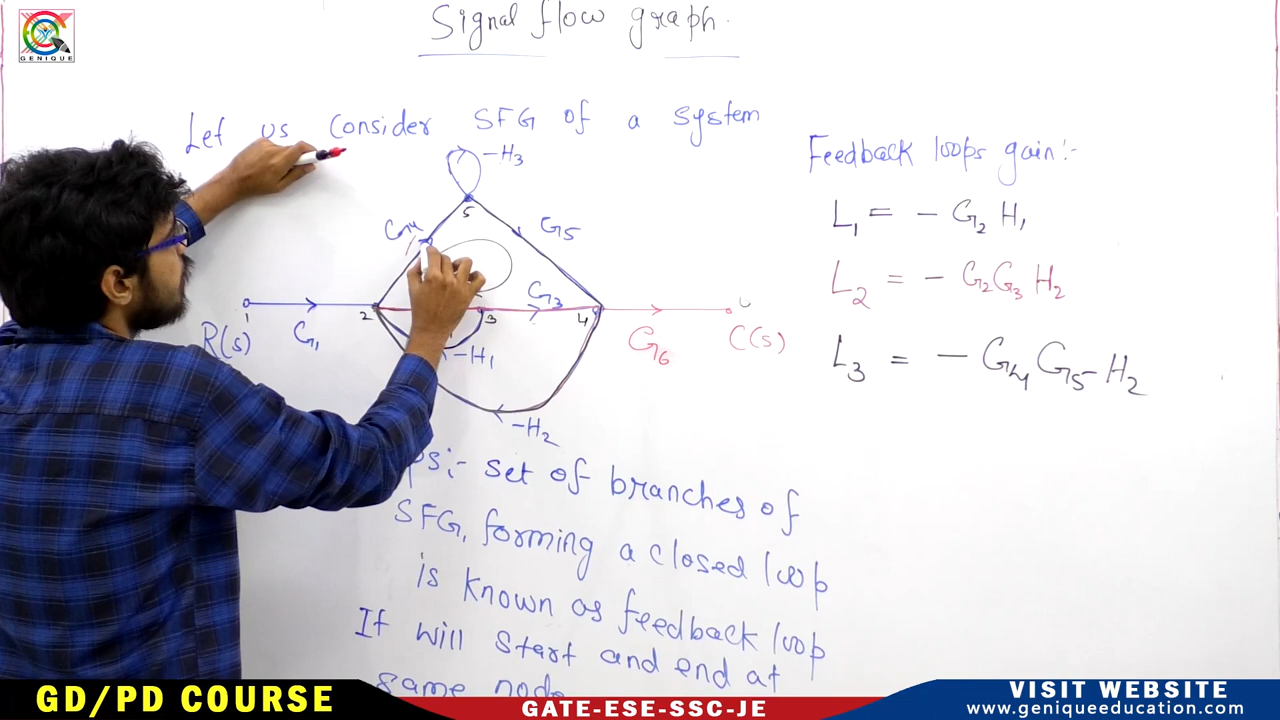 GENIQUE
Signal flow graph.
Let us Consider SFG of a system
-H3
5
G4
G5
G3
1
2
3
4
R(s)
G1
-H1
G6
C(s)
-H2
Feedback loops gain:-
L1 = - G2 H1
L2 = - G2G3 H2
L3 = - G4 G5 H2
set of branches of
SFG, forming a closed loop
is known as feedback loop
It will start and end at
same node
GD/PD COURSE
GATE-ESE-SSC-JE
VISIT WEBSITE
www.geniqueeducation.com